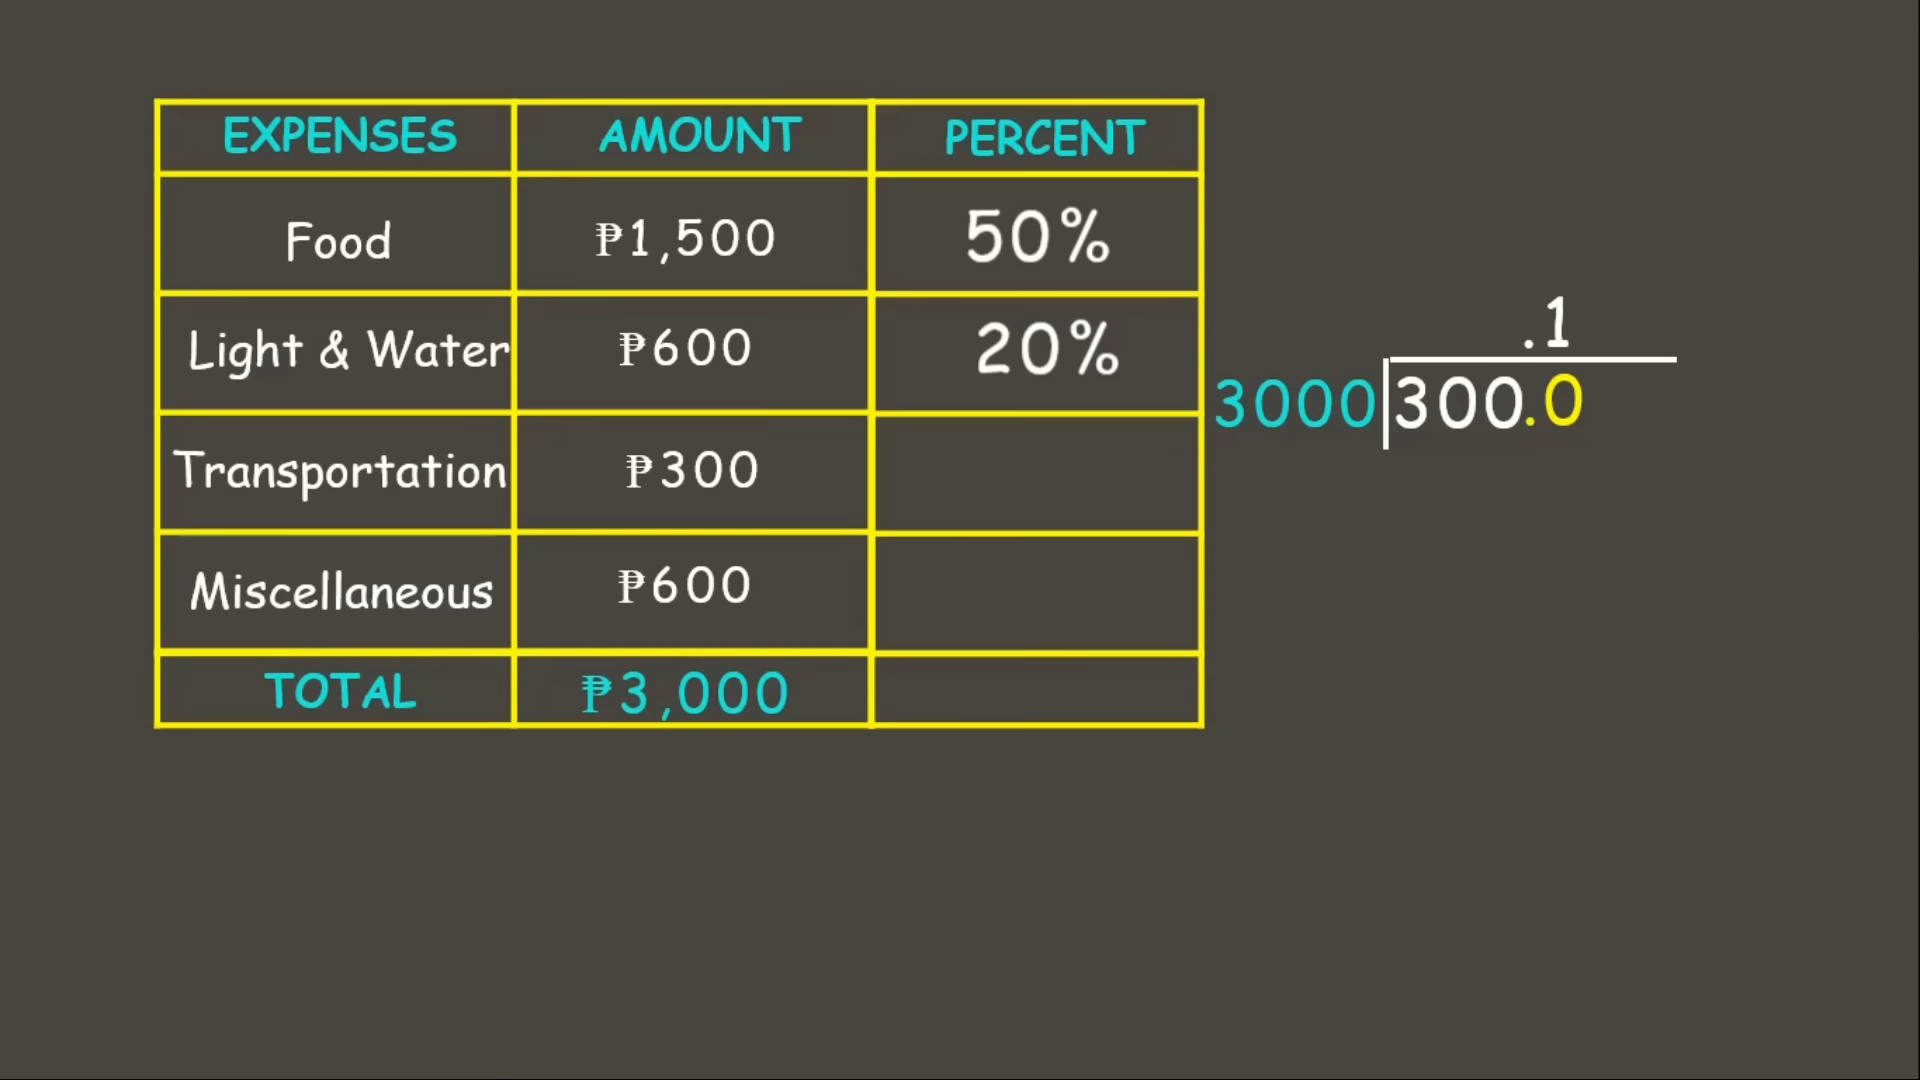 EXPENSES AMOUNT PERCENT
Food ₱1,500 50%
Light & Water ₱600 20%
Transportation ₱300
Miscellaneous ₱600
TOTAL ₱3,000
.1
3000 300.0